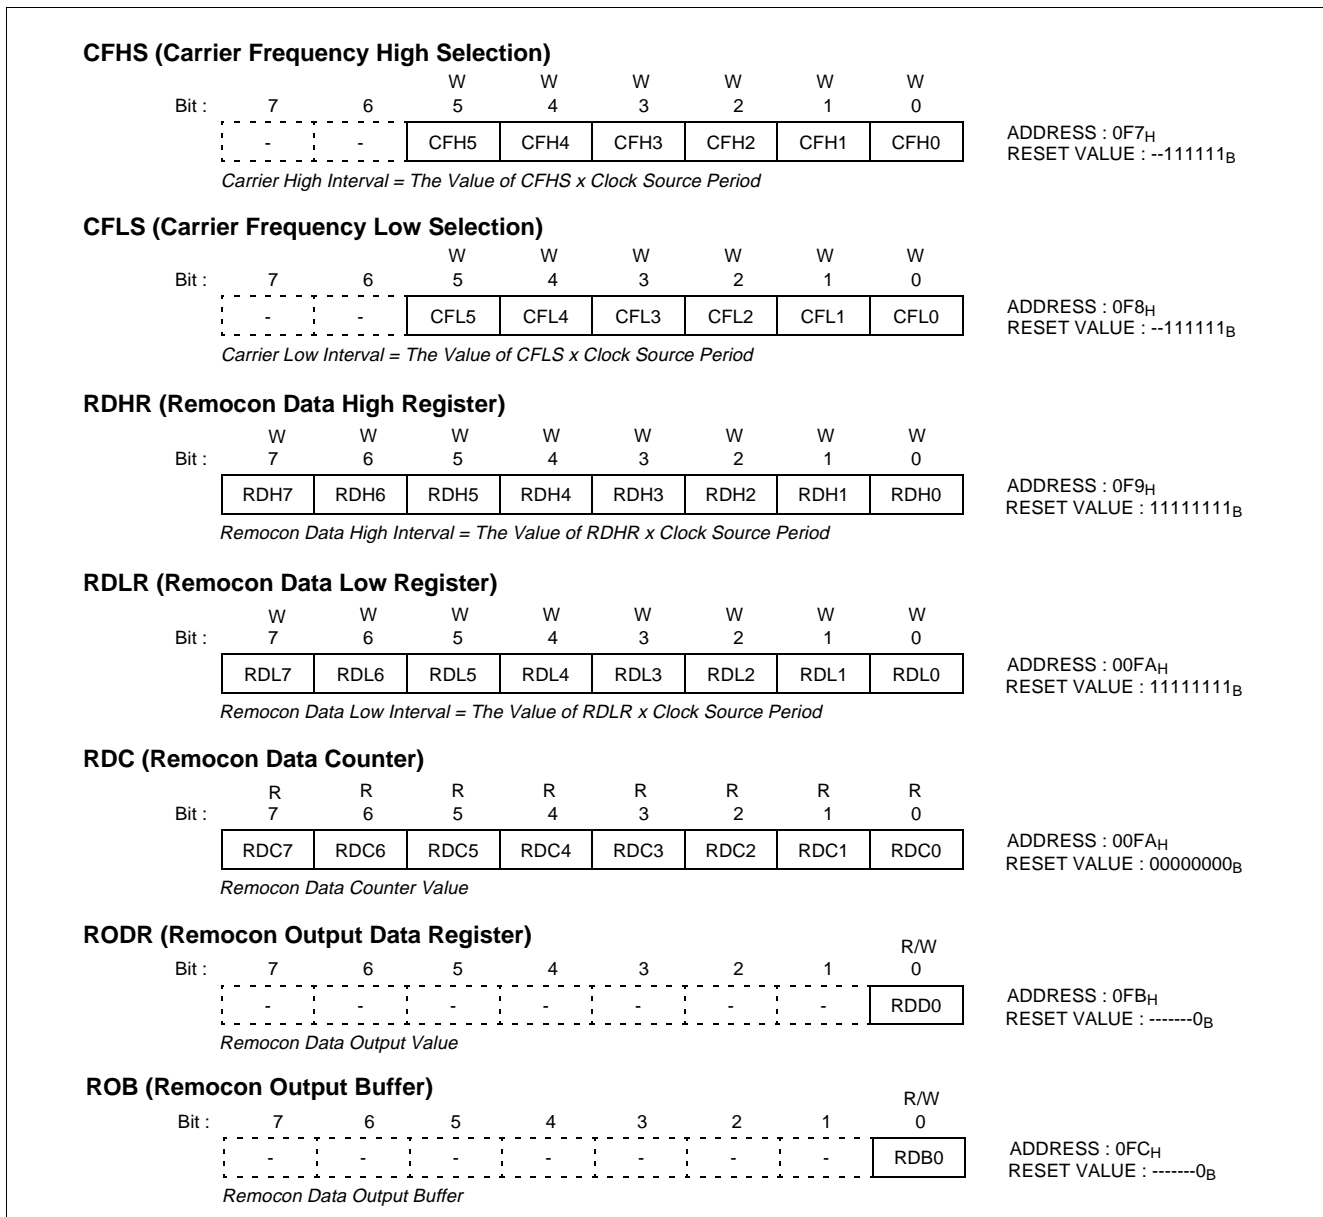 CFHS (Carrier Frequency High Selection)
W W W W W W
Bit : 7 6 5 4 3 2 1 0
- - CFH5 CFH4 CFH3 CFH2 CFH1 CFH0
ADDRESS : 0F7H
RESET VALUE : --111111B
Carrier High Interval = The Value of CFHS x Clock Source Period
CFLS (Carrier Frequency Low Selection)
W W W W W W
Bit : 7 6 5 4 3 2 1 0
- - CFL5 CFL4 CFL3 CFL2 CFL1 CFL0
ADDRESS : 0F8H
RESET VALUE : --111111B
Carrier Low Interval = The Value of CFLS x Clock Source Period
RDHR (Remocon Data High Register)
W W W W W W W W
Bit : 7 6 5 4 3 2 1 0
RDH7 RDH6 RDH5 RDH4 RDH3 RDH2 RDH1 RDH0
ADDRESS : 0F9H
RESET VALUE : 11111111B
Remocon Data High Interval = The Value of RDHR x Clock Source Period
RDLR (Remocon Data Low Register)
W W W W W W W W
Bit : 7 6 5 4 3 2 1 0
RDL7 RDL6 RDL5 RDL4 RDL3 RDL2 RDL1 RDL0
ADDRESS : 00FAH
RESET VALUE : 11111111B
Remocon Data Low Interval = The Value of RDLR x Clock Source Period
RDC (Remocon Data Counter)
R R R R R R R R
Bit : 7 6 5 4 3 2 1 0
RDC7 RDC6 RDC5 RDC4 RDC3 RDC2 RDC1 RDC0
ADDRESS : 00FAH
RESET VALUE : 00000000B
Remocon Data Counter Value
RODR (Remocon Output Data Register)
R/W
Bit : 7 6 5 4 3 2 1 0
- - - - - - - RDD0
ADDRESS : 0FBH
RESET VALUE : -------0B
Remocon Data Output Value
ROB (Remocon Output Buffer)
R/W
Bit : 7 6 5 4 3 2 1 0
- - - - - - - RDB0
ADDRESS : 0FCH
RESET VALUE : -------0B
Remocon Data Output Buffer